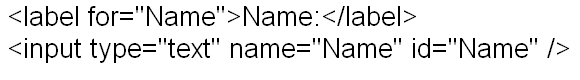 <label for="Name">Name:</label>
<input type="text" name="Name" id="Name" />